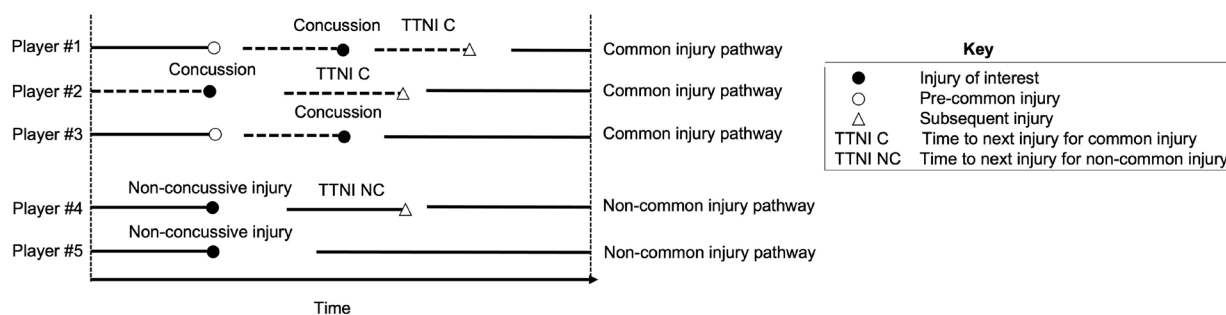 Concussion TTNI C
Player #1 Common injury pathway
Concussion TTNI C
Player #2 Common injury pathway
Concussion
Player #3 Common injury pathway
Non-concussive injury TTNI NC
Player #4 Non-common injury pathway
Non-concussive injury
Player #5 Non-common injury pathway
Time
Key
Injury of interest
Pre-common injury
Subsequent injury
TTNI C Time to next injury for common injury
TTNI NC Time to next injury for non-common injury